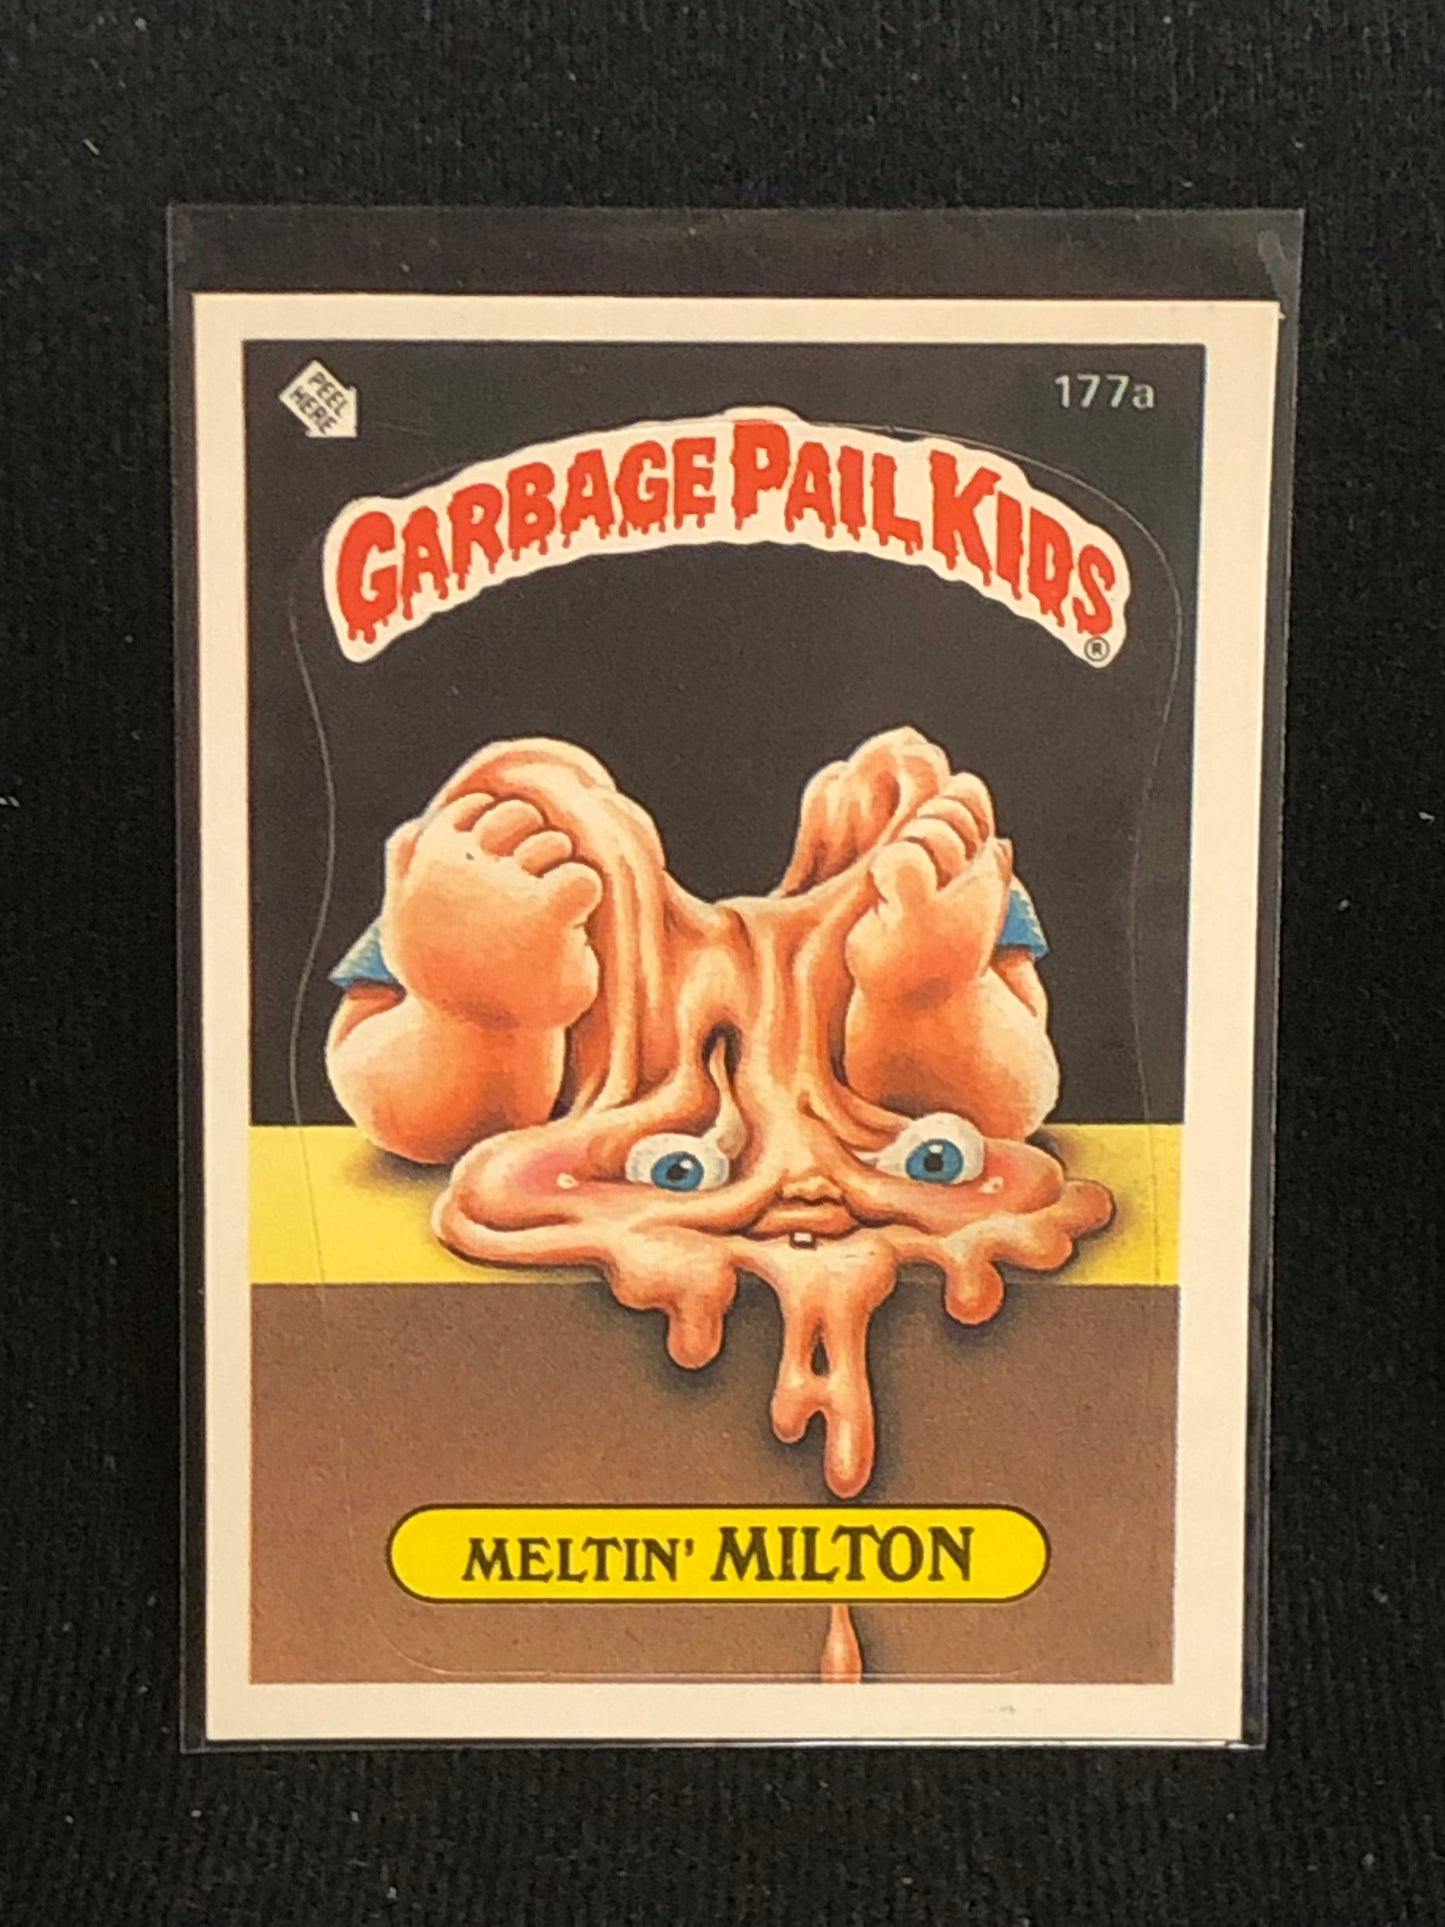 PEEL
HERE
177a
GARBAGE PAIL KIDS
®
MELTIN' MILTON